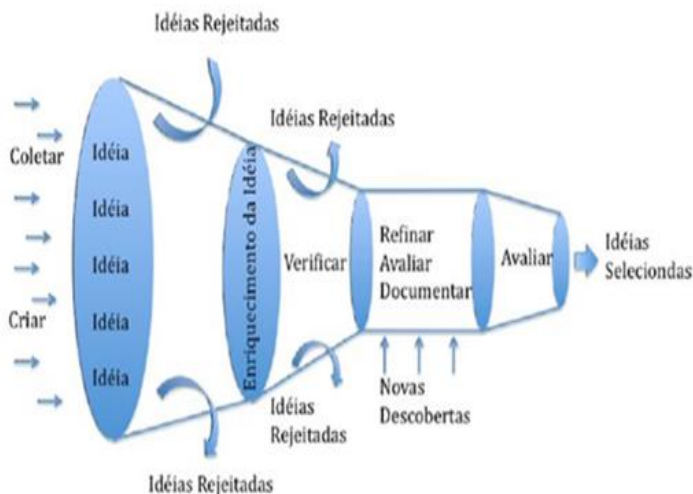 Idéias Rejeitadas
Idéias Rejeitadas
Coletar
Criar
Idéia
Idéia
Idéia
Idéia
Idéia
Enriquecimento da Idéia
Verificar
Refinar
Avaliar
Documentar
Avaliar
Idéias
Seleciondas
Novas
Descobertas
Idéias
Rejeitadas
Idéias Rejeitadas